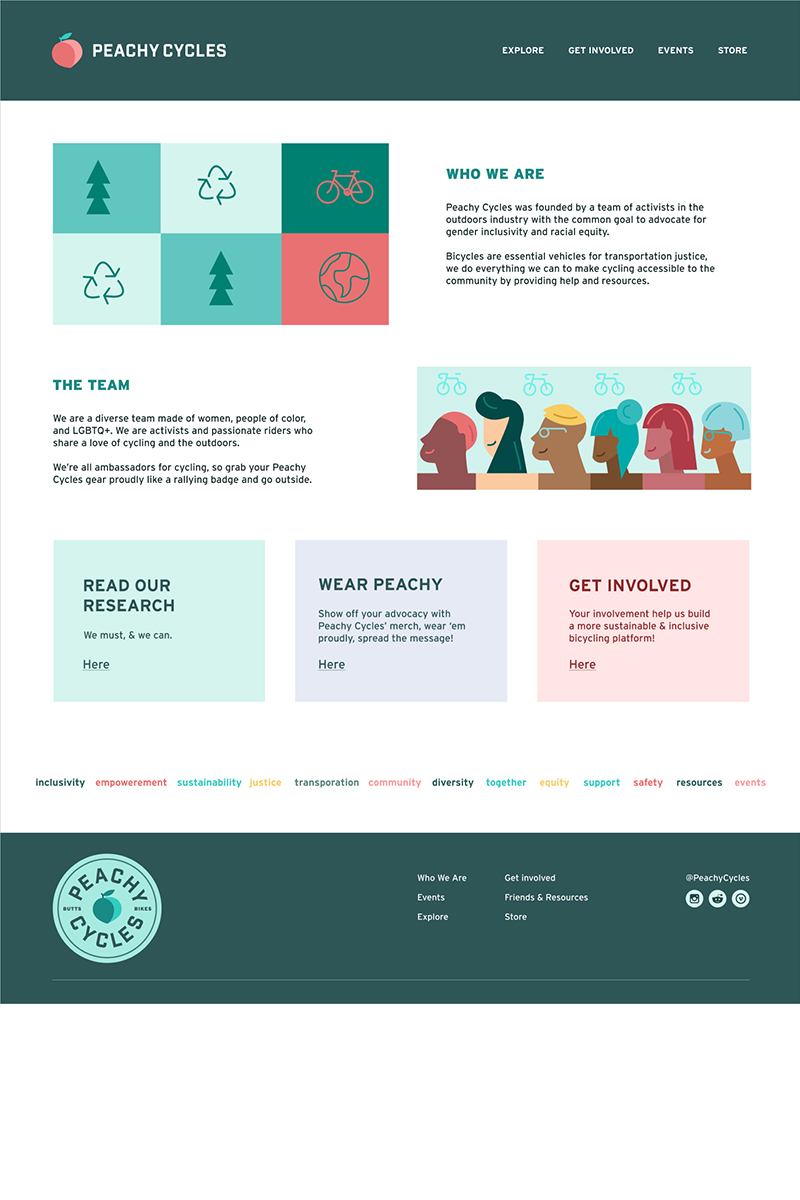 PEACHY CYCLES
EXPLORE GET INVOLVED EVENTS STORE
WHO WE ARE
Peachy Cycles was founded by a team of activists in the
outdoors industry with the common goal to advocate for
gender inclusivity and racial equity.
Bicycles are essential vehicles for transportation justice,
we do everything we can to make cycling accessible to the
community by providing help and resources.
THE TEAM
We are a diverse team made of women, people of color,
and LGBTQ+. We are activists and passionate riders who
share a love of cycling and the outdoors.
We're all ambassadors for cycling, so grab your Peachy
Cycles gear proudly like a rallying badge and go outside.
READ OUR
RESEARCH
We must, & we can.
Here
WEAR PEACHY
Show off your advocacy with
Peachy Cycles' merch, wear 'em
proudly, spread the message!
Here
GET INVOLVED
Your involvement help us build
a more sustainable & inclusive
bicycling platform!
Here
inclusivity empowerement sustainability justice transporation community diversity together equity support safety resources events
PEACHY
BUTTS BIKES
CYCLES
Who We Are
Events
Explore
Get involved
Friends & Resources
Store
@PeachyCycles